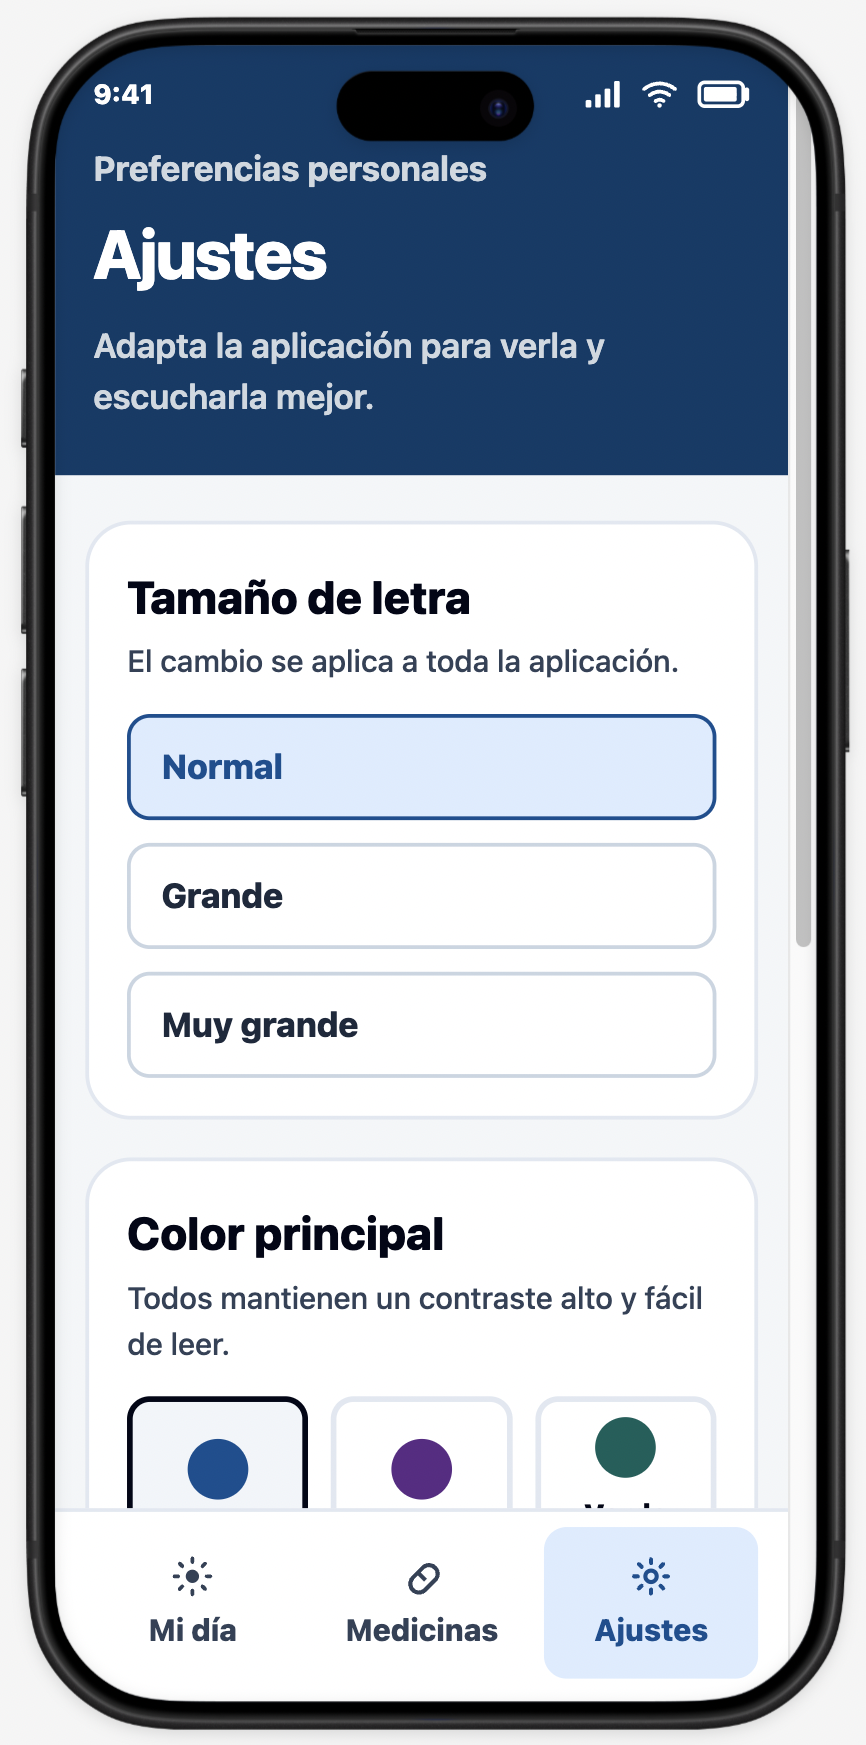 9:41
Preferencias personales
Ajustes
Adapta la aplicación para verla y
escucharla mejor.
Tamaño de letra
El cambio se aplica a toda la aplicación.
Normal
Grande
Muy grande
Color principal
Todos mantienen un contraste alto y fácil
de leer.
Mi día
Medicinas
Ajustes